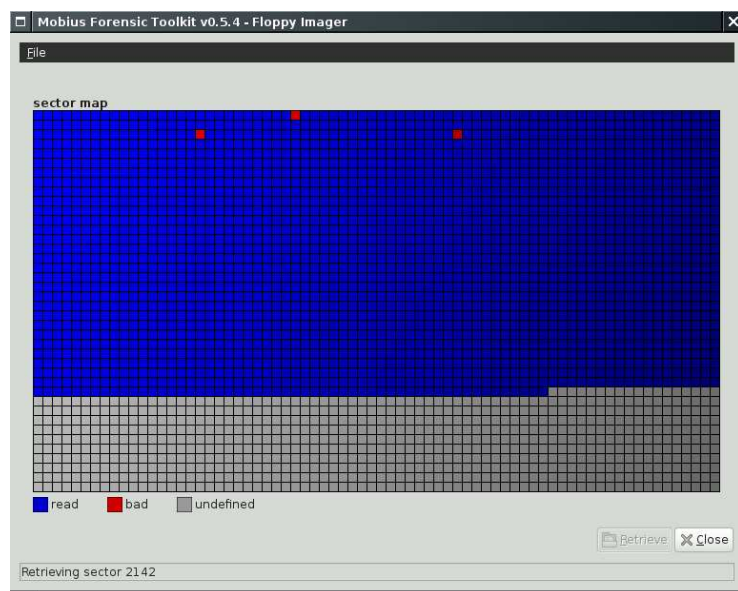 Mobius Forensic Toolkit v0.5.4 - Floppy Imager
File
sector map
read bad undefined
Retrieve Close
Retrieving sector 2142